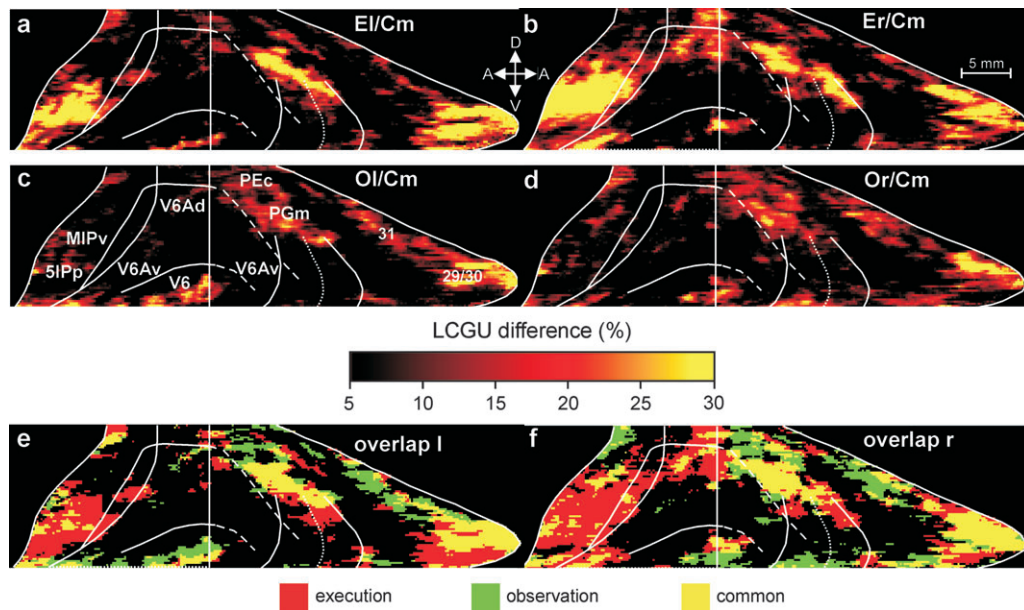 a
El/Cm
b
Er/Cm
D
A A
V
5 mm
c
Ol/Cm
d
Or/Cm
PEc
V6Ad
PGm
31
MIPv
5IPp
V6Av
V6
V6Av
29/30
LCGU difference (%)
5 10 15 20 25 30
e
overlap l
f
overlap r
execution observation common